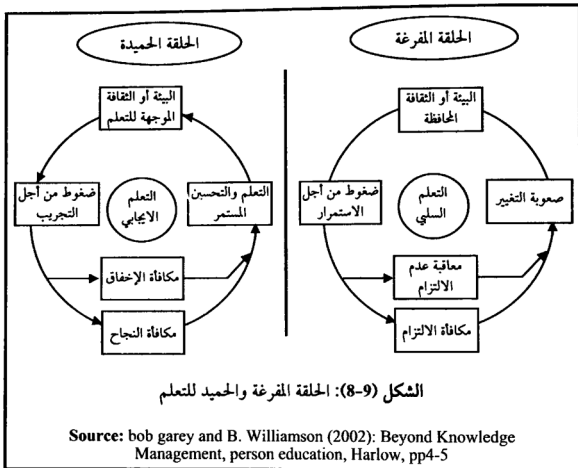 الحلقة المفرغة
البيئة أو الثقافة
المحافظة
ضغوط من أجل
الاستمرار
التعلم
السلبي
صعوبة التغيير
معاقبة عدم
الالتزام
مكافأة الالتزام
الحلقة الحميدة
البيئة أو الثقافة
الموجهة للتعلم
ضغوط من أجل
التجريب
التعلم
الايجابي
التعلم والتحسين
المستمر
مكافأة الإخفاق
مكافأة النجاح
الشكل (9-8): الحلقة المفرغة والحميد للتعلم
Source: bob garey and B. Williamson (2002): Beyond Knowledge
Management, person education, Harlow, pp4-5